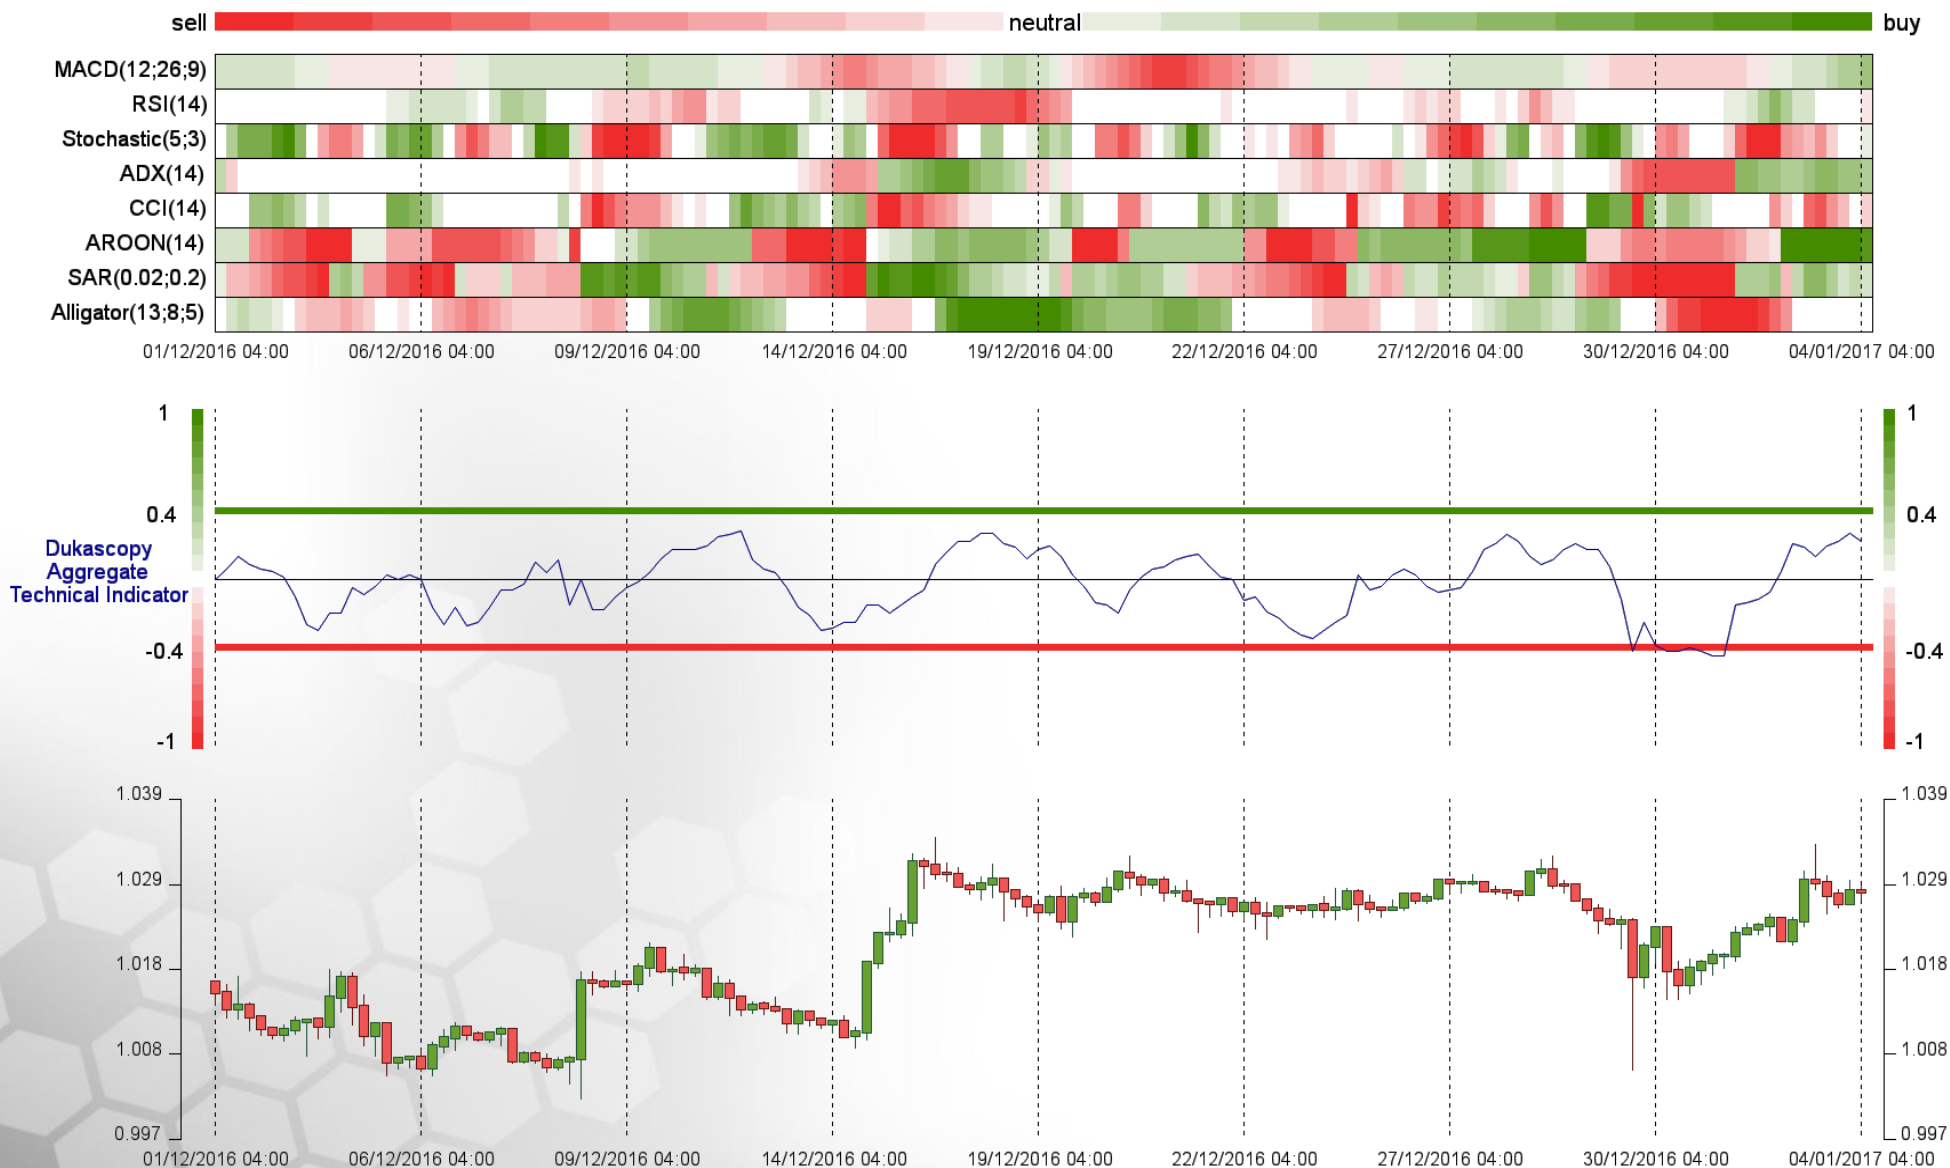 sell neutral buy
MACD(12;26;9)
RSI(14)
Stochastic(5;3)
ADX(14)
CCI(14)
AROON(14)
SAR(0.02;0.2)
Alligator(13;8;5)
01/12/2016 04:00 06/12/2016 04:00 09/12/2016 04:00 14/12/2016 04:00 19/12/2016 04:00 22/12/2016 04:00 27/12/2016 04:00 30/12/2016 04:00 04/01/2017 04:00
1 1
0.4 0.4
Dukascopy
Aggregate
Technical Indicator
-0.4 -0.4
-1 -1
1.039 1.039
1.029 1.029
1.018 1.018
1.008 1.008
0.997 0.997
01/12/2016 04:00 06/12/2016 04:00 09/12/2016 04:00 14/12/2016 04:00 19/12/2016 04:00 22/12/2016 04:00 27/12/2016 04:00 30/12/2016 04:00 04/01/2017 04:00